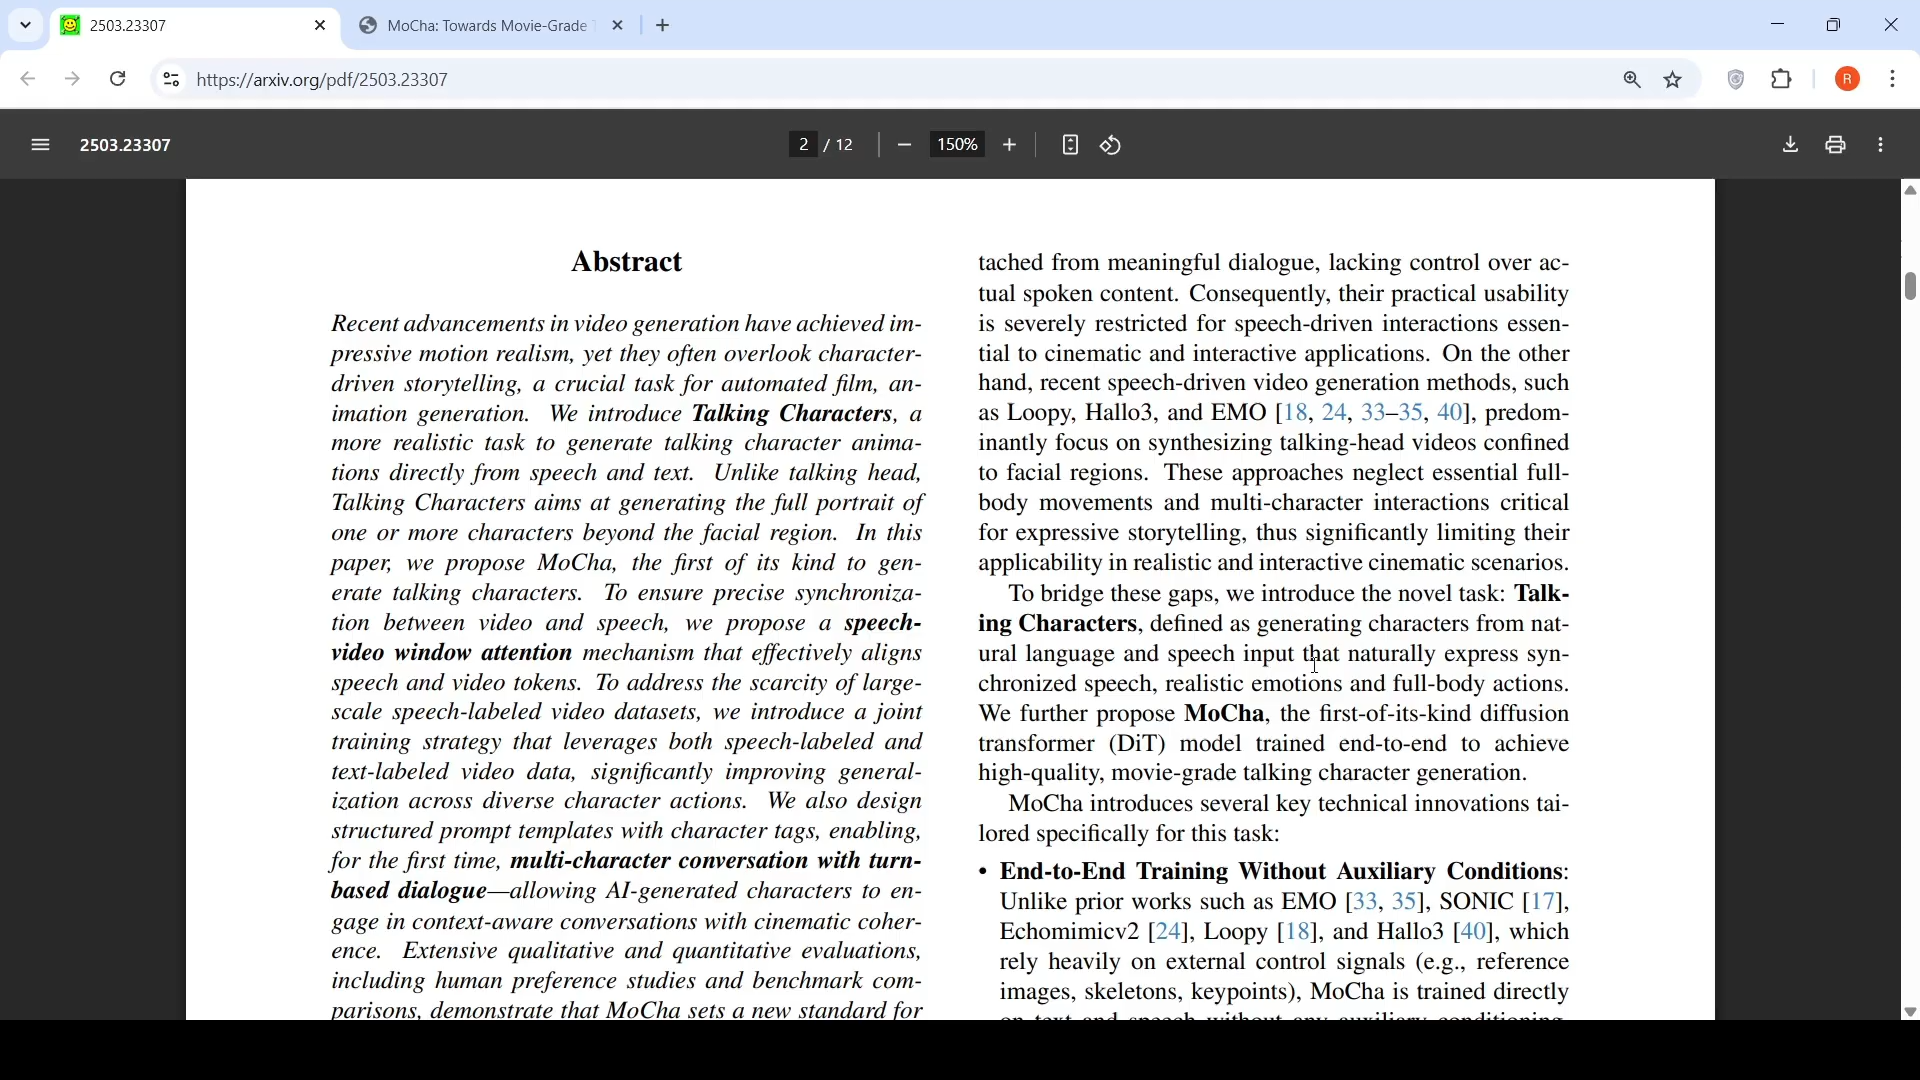 2503.23307
MoCha: Towards Movie-Grade
https://arxiv.org/pdf/2503.23307
R
2503.23307
2 / 12
150%
Abstract
Recent advancements in video generation have achieved im-
pressive motion realism, yet they often overlook character-
driven storytelling, a crucial task for automated film, an-
imation generation. We introduce Talking Characters, a
more realistic task to generate talking character anima-
tions directly from speech and text. Unlike talking head,
Talking Characters aims at generating the full portrait of
one or more characters beyond the facial region. In this
paper, we propose MoCha, the first of its kind to gen-
erate talking characters. To ensure precise synchroniza-
tion between video and speech, we propose a speech-
video window attention mechanism that effectively aligns
speech and video tokens. To address the scarcity of large-
scale speech-labeled video datasets, we introduce a joint
training strategy that leverages both speech-labeled and
text-labeled video data, significantly improving general-
ization across diverse character actions. We also design
structured prompt templates with character tags, enabling,
for the first time, multi-character conversation with turn-
based dialogue—allowing AI-generated characters to en-
gage in context-aware conversations with cinematic coher-
ence. Extensive qualitative and quantitative evaluations,
including human preference studies and benchmark com-
parisons, demonstrate that MoCha sets a new standard for
tached from meaningful dialogue, lacking control over ac-
tual spoken content. Consequently, their practical usability
is severely restricted for speech-driven interactions essen-
tial to cinematic and interactive applications. On the other
hand, recent speech-driven video generation methods, such
as Loopy, Hallo3, and EMO [18, 24, 33–35, 40], predom-
inantly focus on synthesizing talking-head videos confined
to facial regions. These approaches neglect essential full-
body movements and multi-character interactions critical
for expressive storytelling, thus significantly limiting their
applicability in realistic and interactive cinematic scenarios.
To bridge these gaps, we introduce the novel task: Talk-
ing Characters, defined as generating characters from nat-
ural language and speech input that naturally express syn-
chronized speech, realistic emotions and full-body actions.
We further propose MoCha, the first-of-its-kind diffusion
transformer (DiT) model trained end-to-end to achieve
high-quality, movie-grade talking character generation.
MoCha introduces several key technical innovations tai-
lored specifically for this task:
• End-to-End Training Without Auxiliary Conditions:
Unlike prior works such as EMO [33, 35], SONIC [17],
Echomimicv2 [24], Loopy [18], and Hallo3 [40], which
rely heavily on external control signals (e.g., reference
images, skeletons, keypoints), MoCha is trained directly
on text and speech without any auxiliary conditioning.